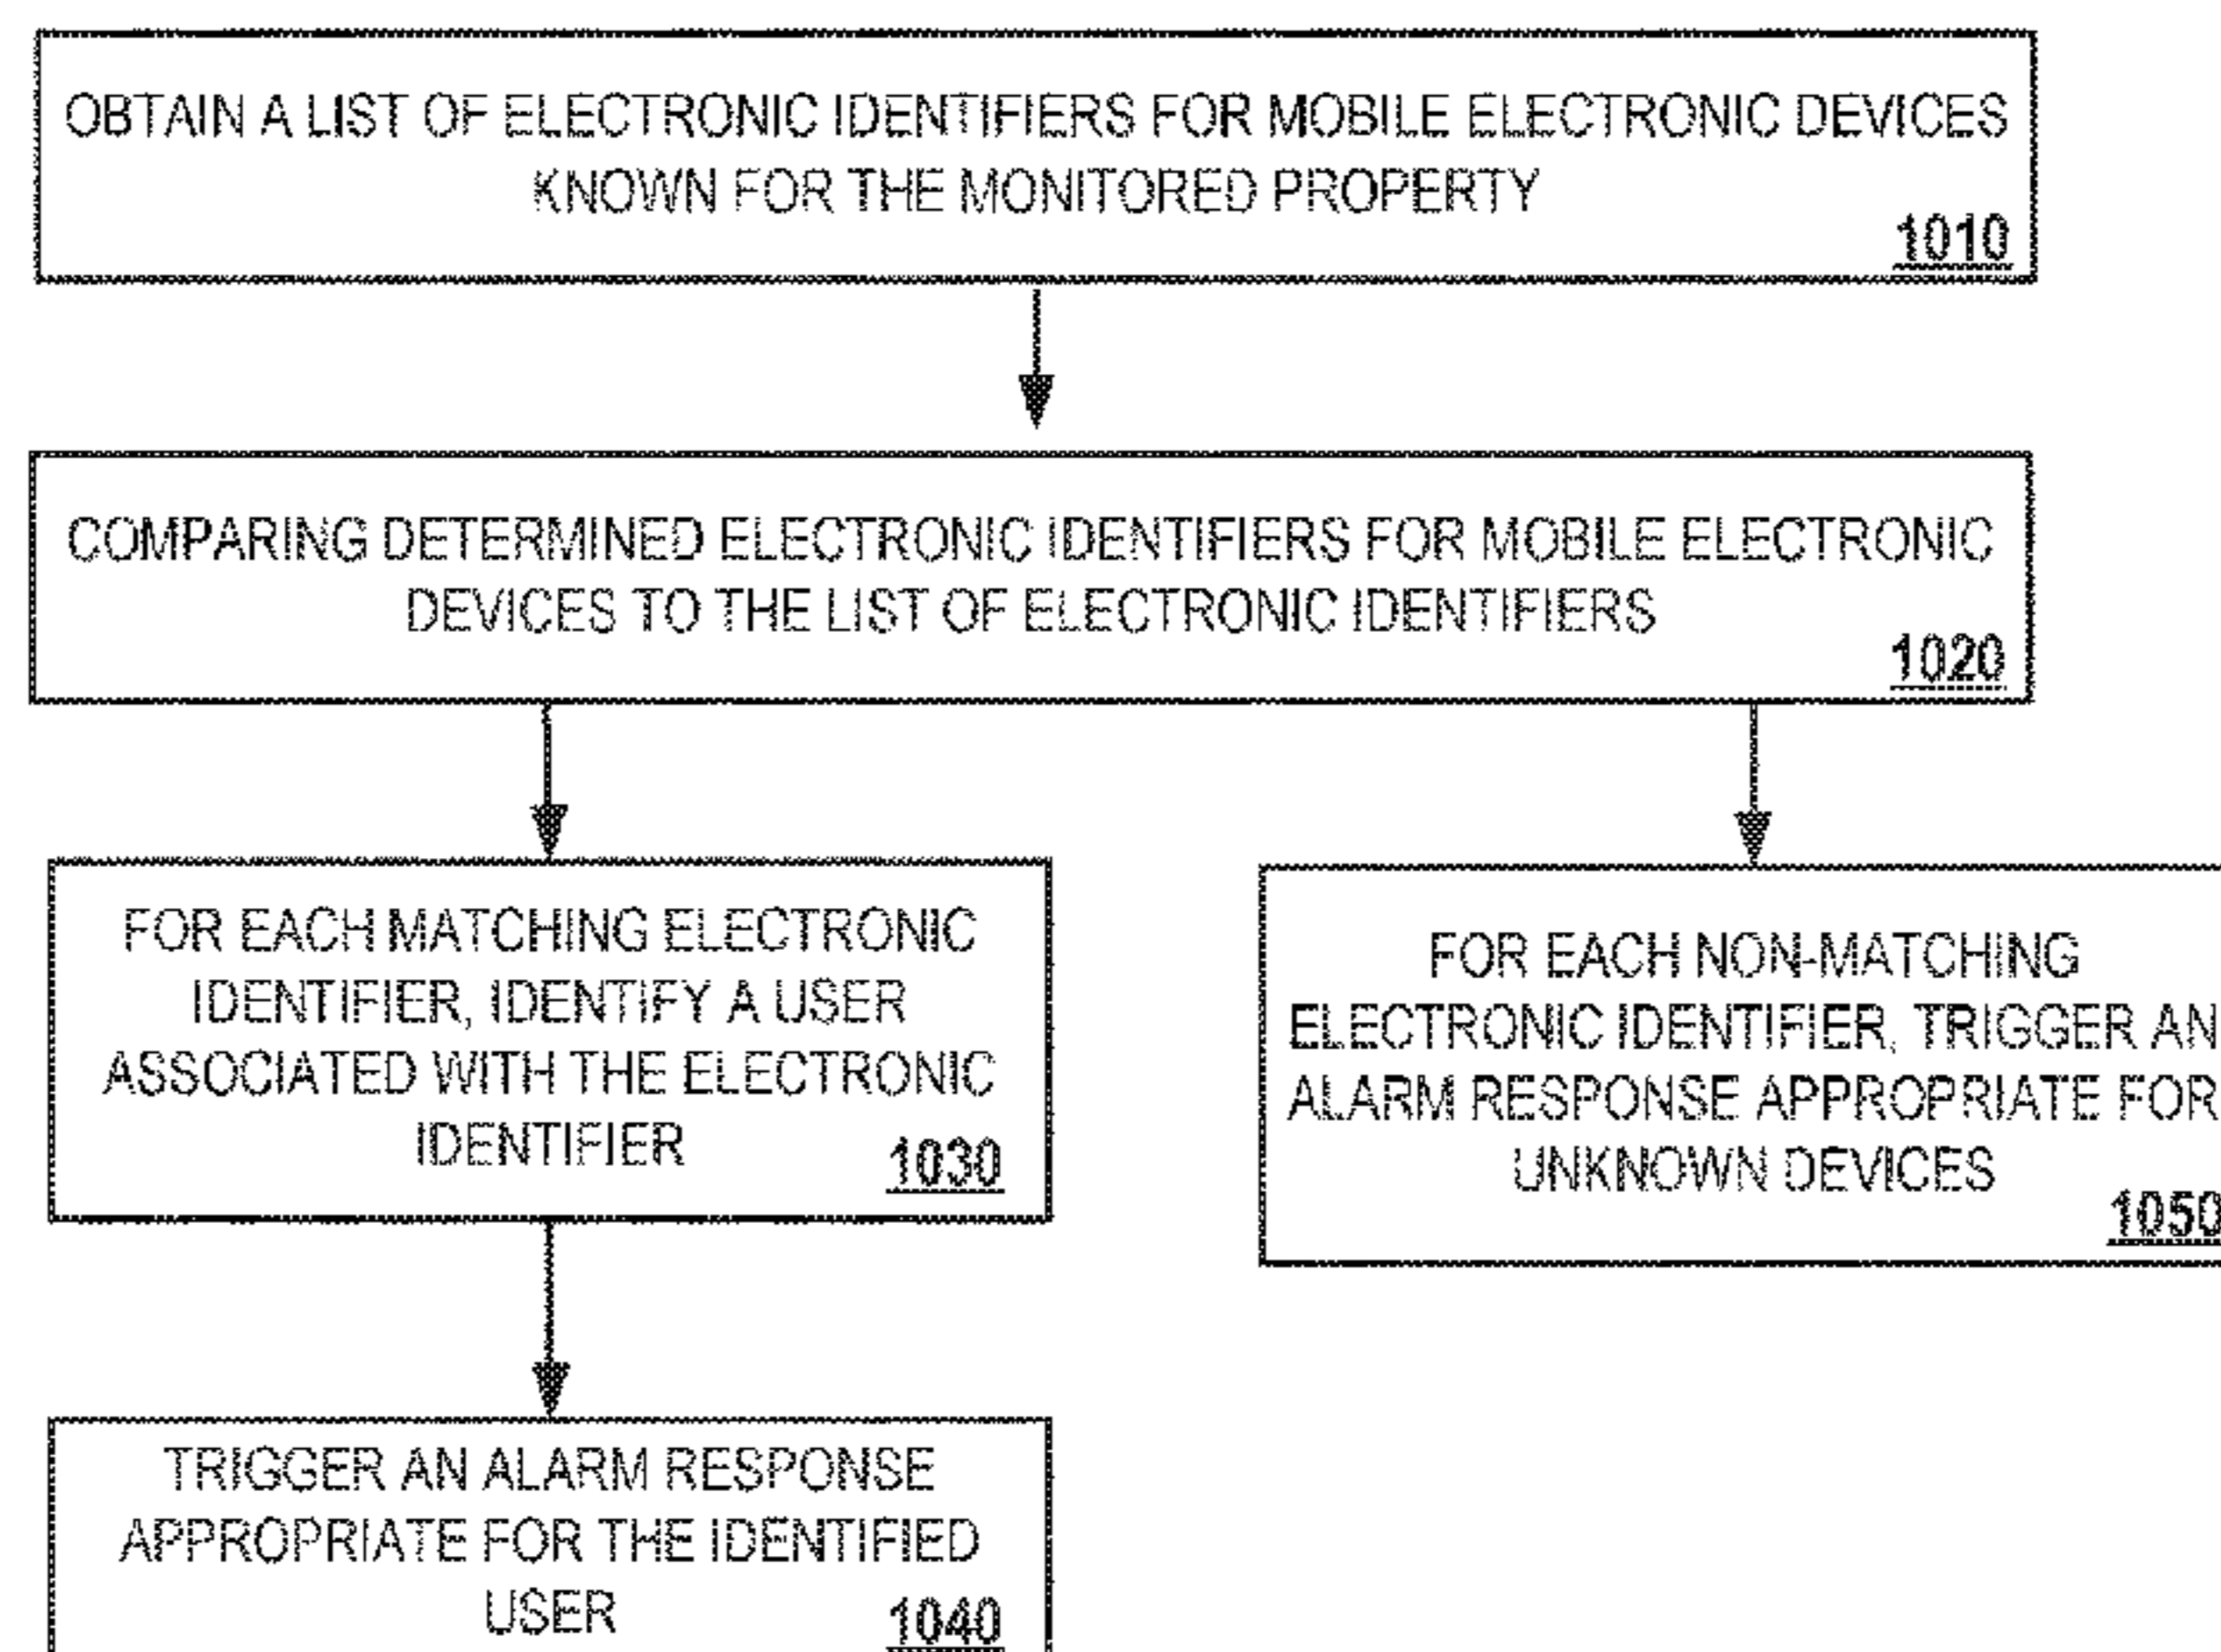 OBTAIN A LIST OF ELECTRONIC IDENTIFIERS FOR MOBILE ELECTRONIC DEVICES
KNOWN FOR THE MONITORED PROPERTY
1010
COMPARING DETERMINED ELECTRONIC IDENTIFIERS FOR MOBILE ELECTRONIC
DEVICES TO THE LIST OF ELECTRONIC IDENTIFIERS
1020
FOR EACH MATCHING ELECTRONIC
IDENTIFIER, IDENTIFY A USER
ASSOCIATED WITH THE ELECTRONIC
IDENTIFIER
1030
FOR EACH NON-MATCHING
ELECTRONIC IDENTIFIER, TRIGGER AN
ALARM RESPONSE APPROPRIATE FOR
UNKNOWN DEVICES
1050
TRIGGER AN ALARM RESPONSE
APPROPRIATE FOR THE IDENTIFIED
USER
1040